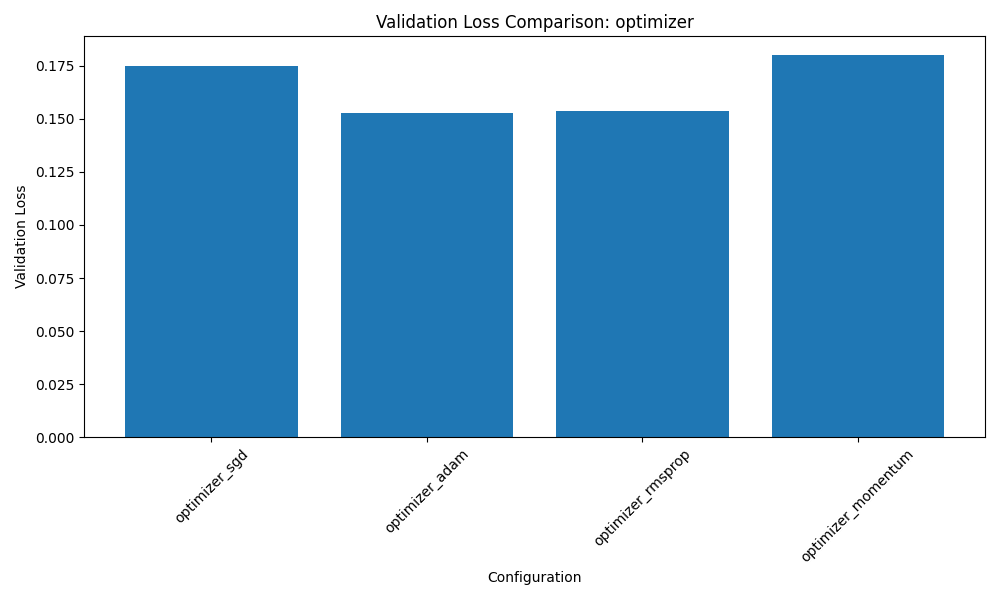 Validation Loss Comparison: optimizer
Validation Loss
0.175
0.150
0.125
0.100
0.075
0.050
0.025
0.000
optimizer_sgd
optimizer_adam
optimizer_rmsprop
optimizer_momentum
Configuration